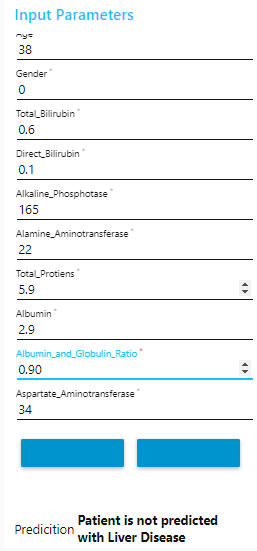 Input Parameters
Age
38
Gender *
0
Total_Bilirubin *
0.6
Direct_Bilirubin *
0.1
Alkaline_Phosphotase *
165
Alamine_Aminotransferase *
22
Total_Protiens *
5.9
Albumin *
2.9
Albumin_and_Globulin_Ratio *
0.90
Aspartate_Aminotransferase *
34
Predicition Patient is not predicted
with Liver Disease